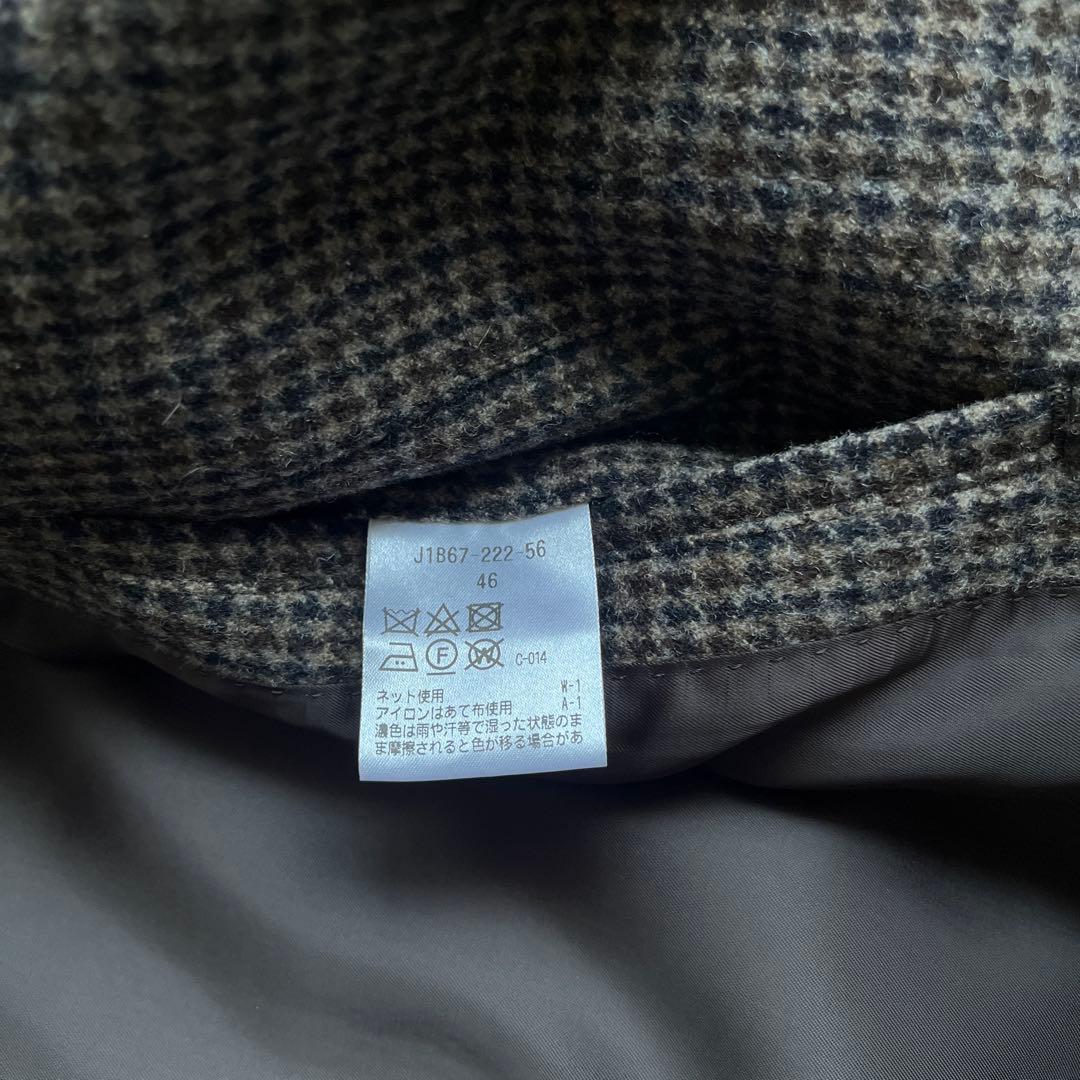 J1B67-222-56
46
F W C-014
ネット使用 W-1
アイロンはあて布使用 A-1
濃色は雨や汗等で湿った状態のま
ま摩擦されると色が移る場合があ